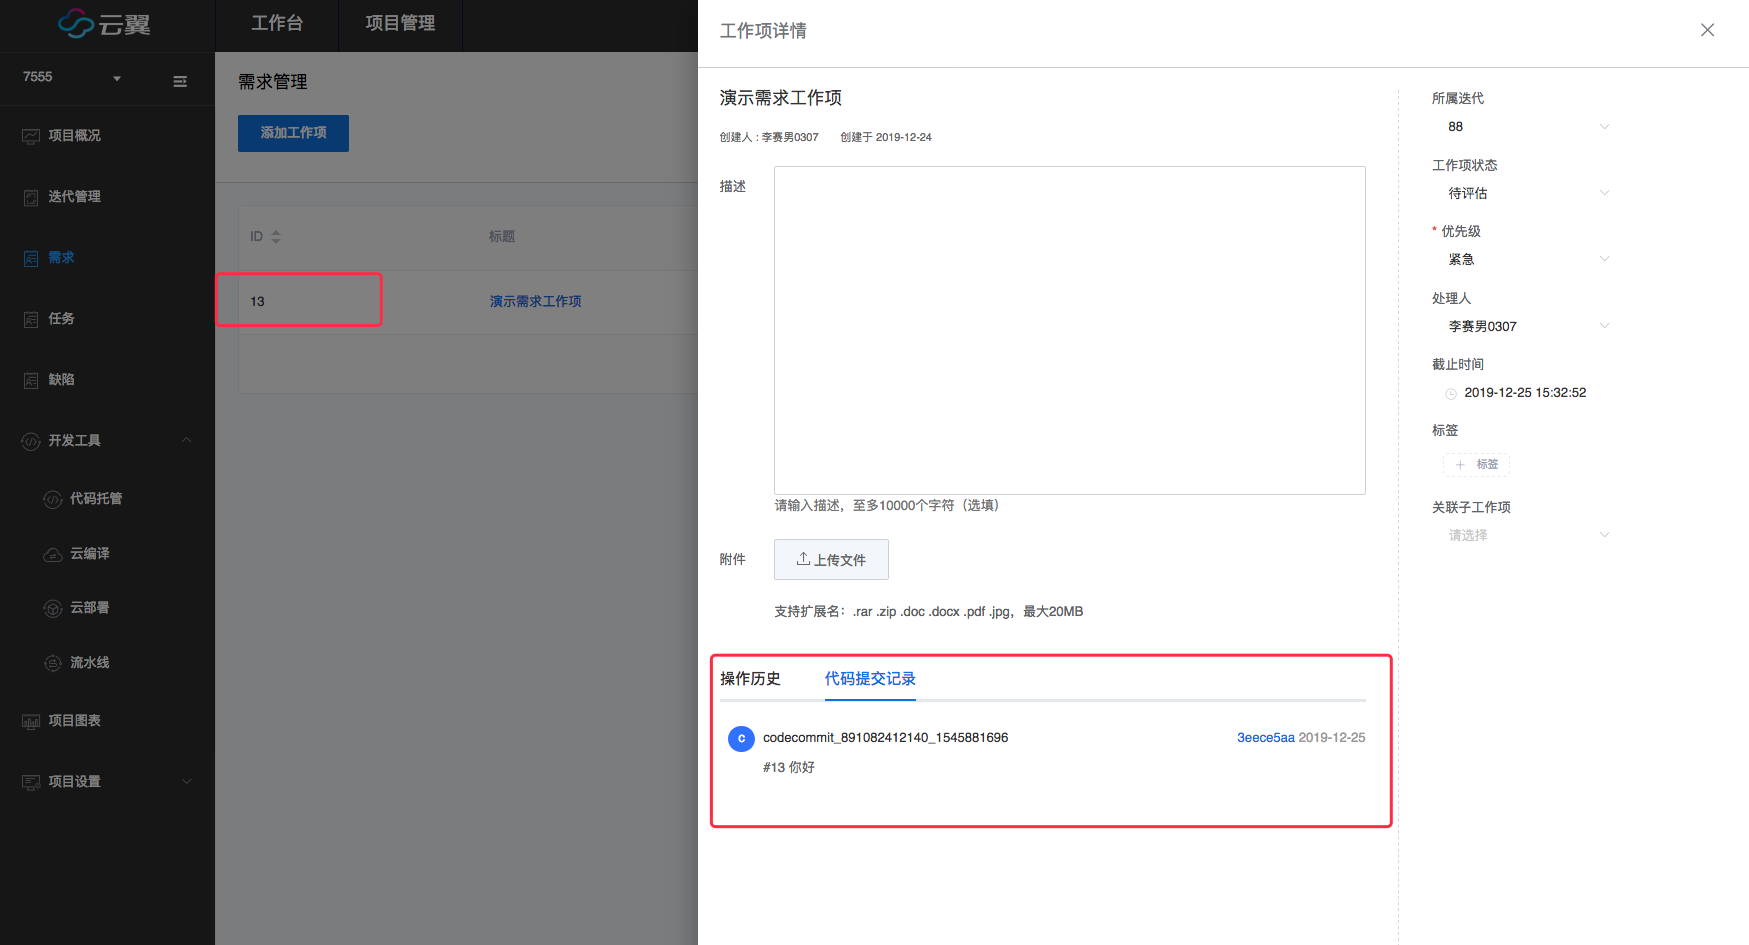 云翼
工作台
项目管理
7555
项目概况
迭代管理
需求
任务
缺陷
开发工具
代码托管
云编译
云部署
流水线
项目图表
项目设置
需求管理
添加工作项
ID
标题
13
演示需求工作项
工作项详情
演示需求工作项
创建人 : 李赛男0307
创建于 2019-12-24
描述
请输入描述，至多10000个字符（选填）
附件
上传文件
支持扩展名：.rar .zip .doc .docx .pdf .jpg，最大20MB
操作历史
代码提交记录
C
codecommit_891082412140_1545881696
3eece5aa 2019-12-25
#13 你好
所属迭代
88
工作项状态
待评估
* 优先级
紧急
处理人
李赛男0307
截止时间
2019-12-25 15:32:52
标签
+ 标签
关联子工作项
请选择